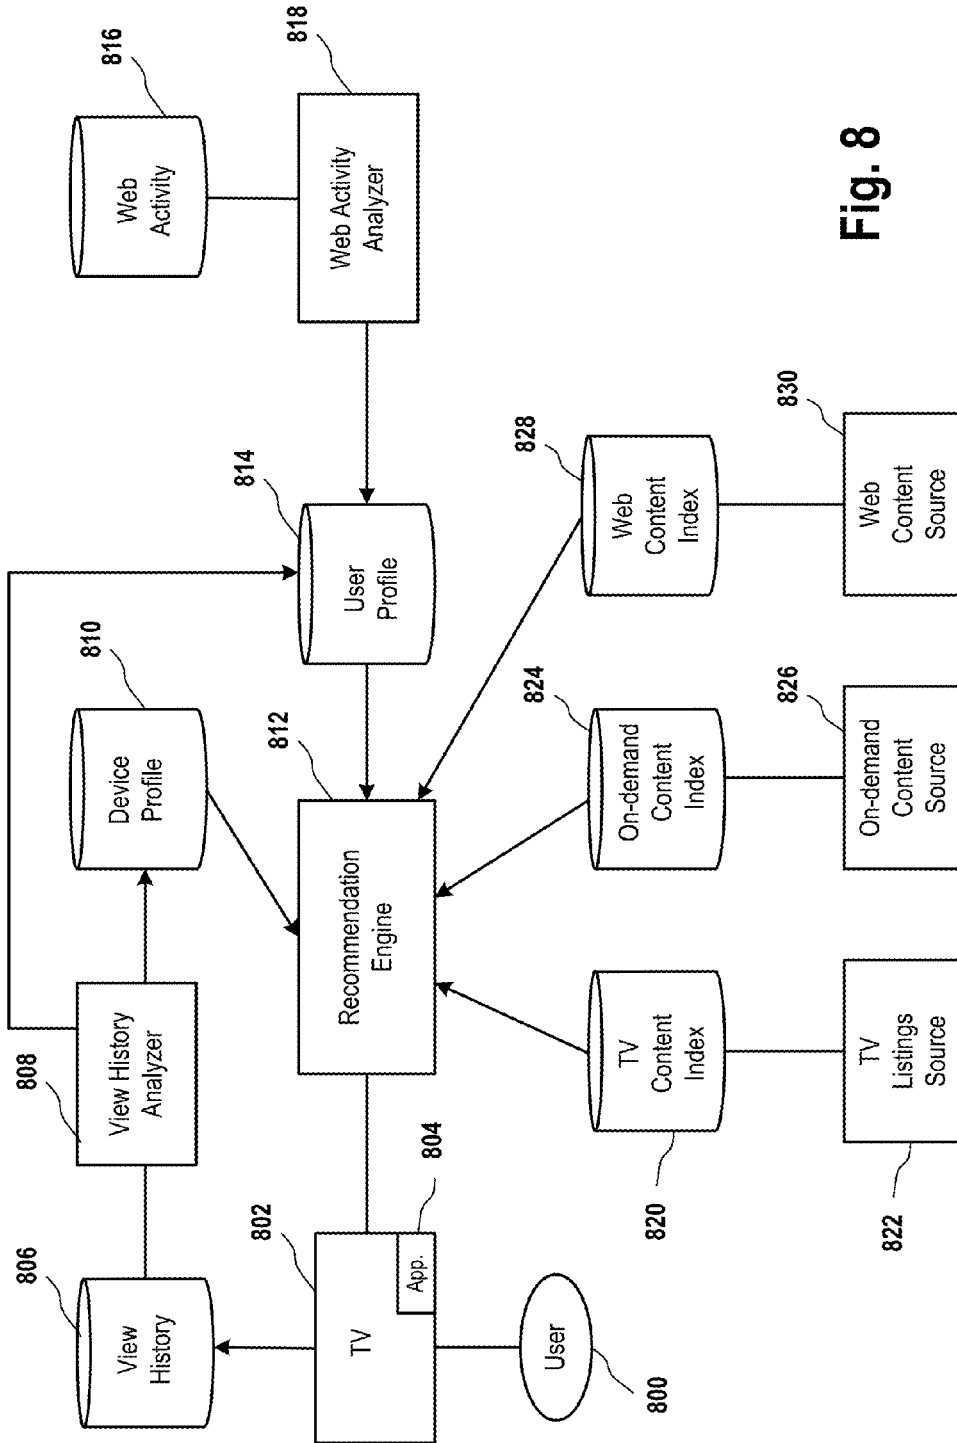 816
Web
Activity
818
Web Activity
Analyzer
814
User
Profile
810
Device
Profile
812
Recommendation
Engine
808
View History
Analyzer
806
View
History
802
TV
804
App.
User
800
828
Web
Content
Index
830
Web
Content
Source
824
On-demand
Content
Index
826
On-demand
Content
Source
TV
Content
Index
820
TV
Listings
Source
822
Fig. 8